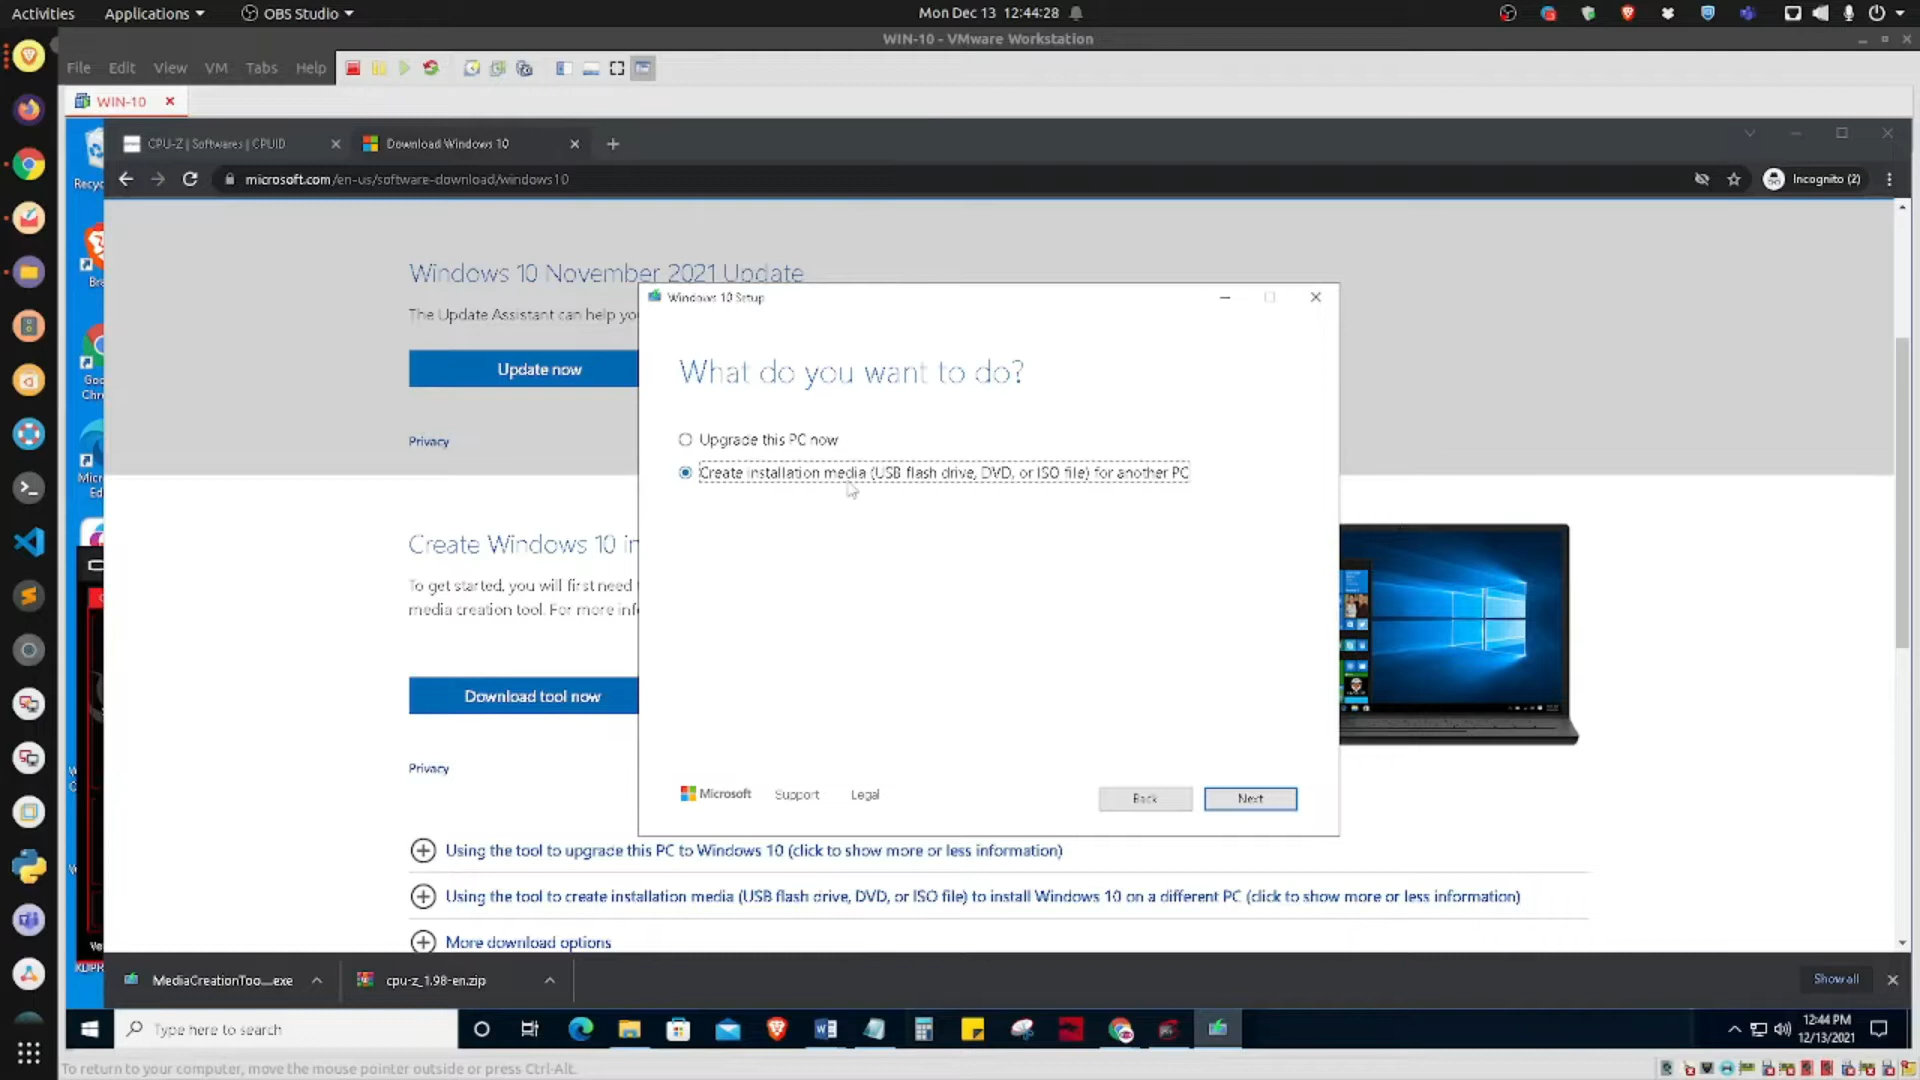 Activities Applications OBS Studio Mon Dec 13 12:44:28
WIN-10 - VMware Workstation
File Edit View VM Tabs Help
WIN-10
CPU-Z | Softwares | CPUID Download Windows 10
microsoft.com/en-us/software-download/windows10 Incognito (2)
Windows 10 November 2021 Update
The Update Assistant can help you
Update now
Privacy
Windows 10 Setup
What do you want to do?
Upgrade this PC now
Create installation media (USB flash drive, DVD, or ISO file) for another PC
Microsoft Support Legal Back Next
Create Windows 10 in
To get started, you will first need
media creation tool. For more inf
Download tool now
Privacy
Using the tool to upgrade this PC to Windows 10 (click to show more or less information)
Using the tool to create installation media (USB flash drive, DVD, or ISO file) to install Windows 10 on a different PC (click to show more or less information)
More download options
MediaCreationToo....exe cpu-z_1.98-en.zip Show all
Type here to search 12:44 PM
12/13/2021
To return to your computer, move the mouse pointer outside or press Ctrl-Alt.